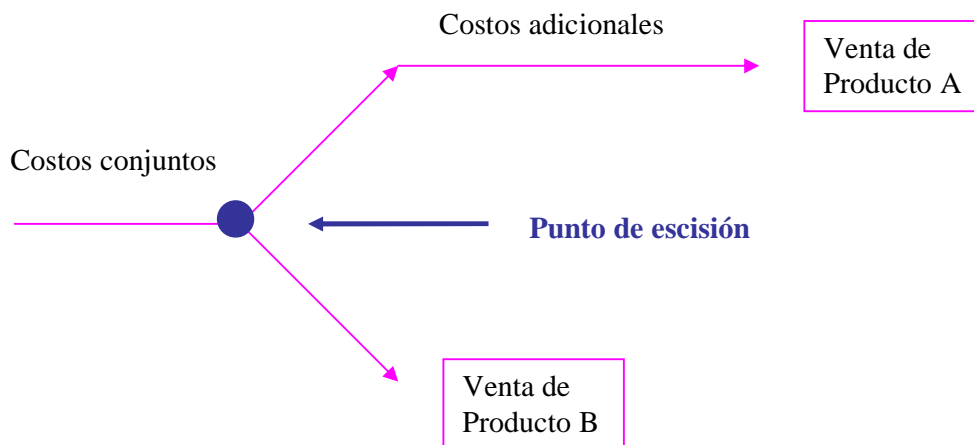 Costos adicionales
Venta de
Producto A
Costos conjuntos
Punto de escisión
Venta de
Producto B